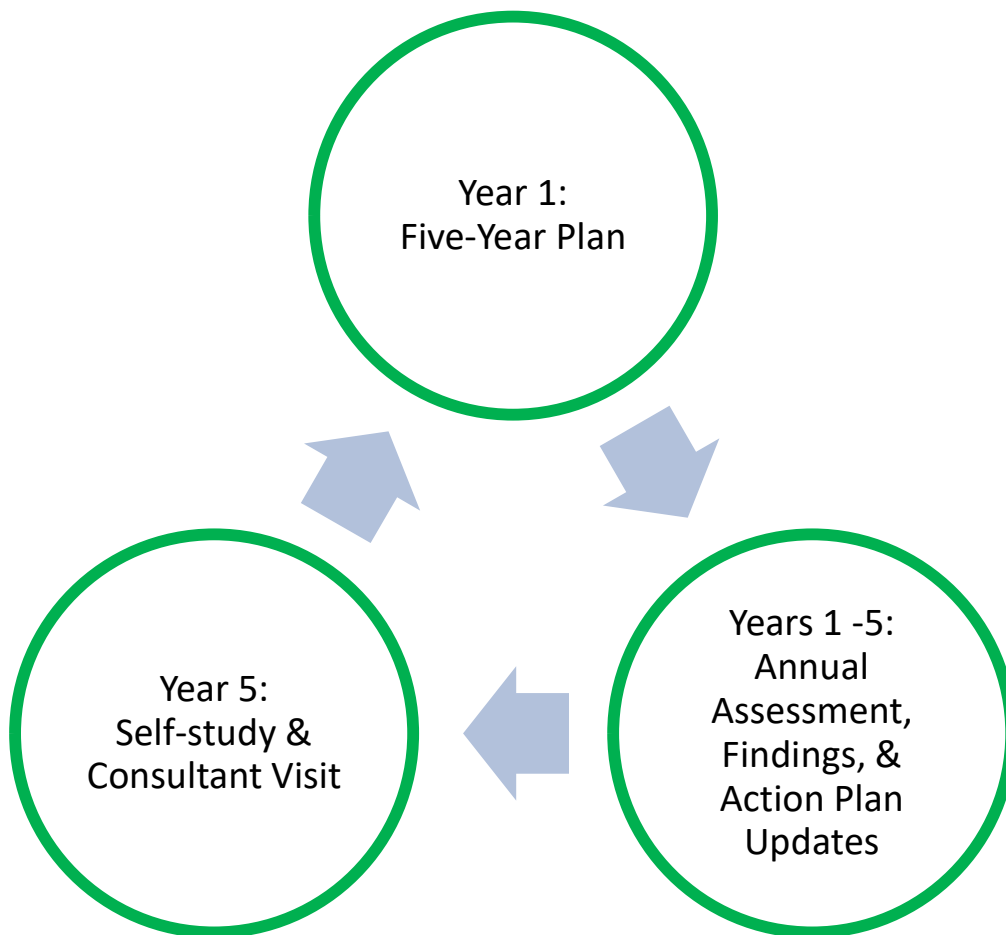 Year 1:
Five-Year Plan
Years 1 -5:
Annual
Assessment,
Findings, &
Action Plan
Updates
Year 5:
Self-study &
Consultant Visit